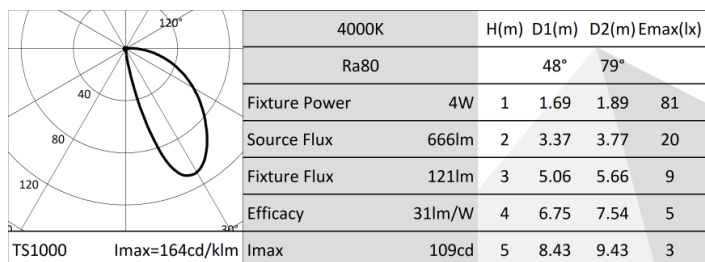 120°
40
80
120
30°
TS1000 Imax=164cd/klm
4000K
Ra80
Fixture Power 4W
Source Flux 666lm
Fixture Flux 121lm
Efficacy 31lm/W
Imax 109cd
H(m) D1(m) D2(m) Emax(lx)
48° 79°
1 1.69 1.89 81
2 3.37 3.77 20
3 5.06 5.66 9
4 6.75 7.54 5
5 8.43 9.43 3